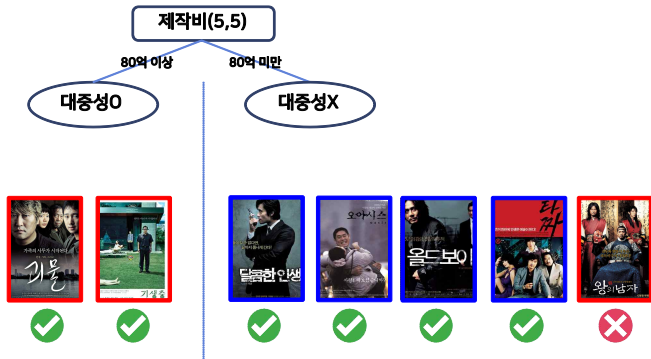 제작비(5,5)
80억 이상
80억 미만
대중성O
대중성X
괴물
기생충
달콤한 인생
오아시스
올드보이
타짜
왕의 남자